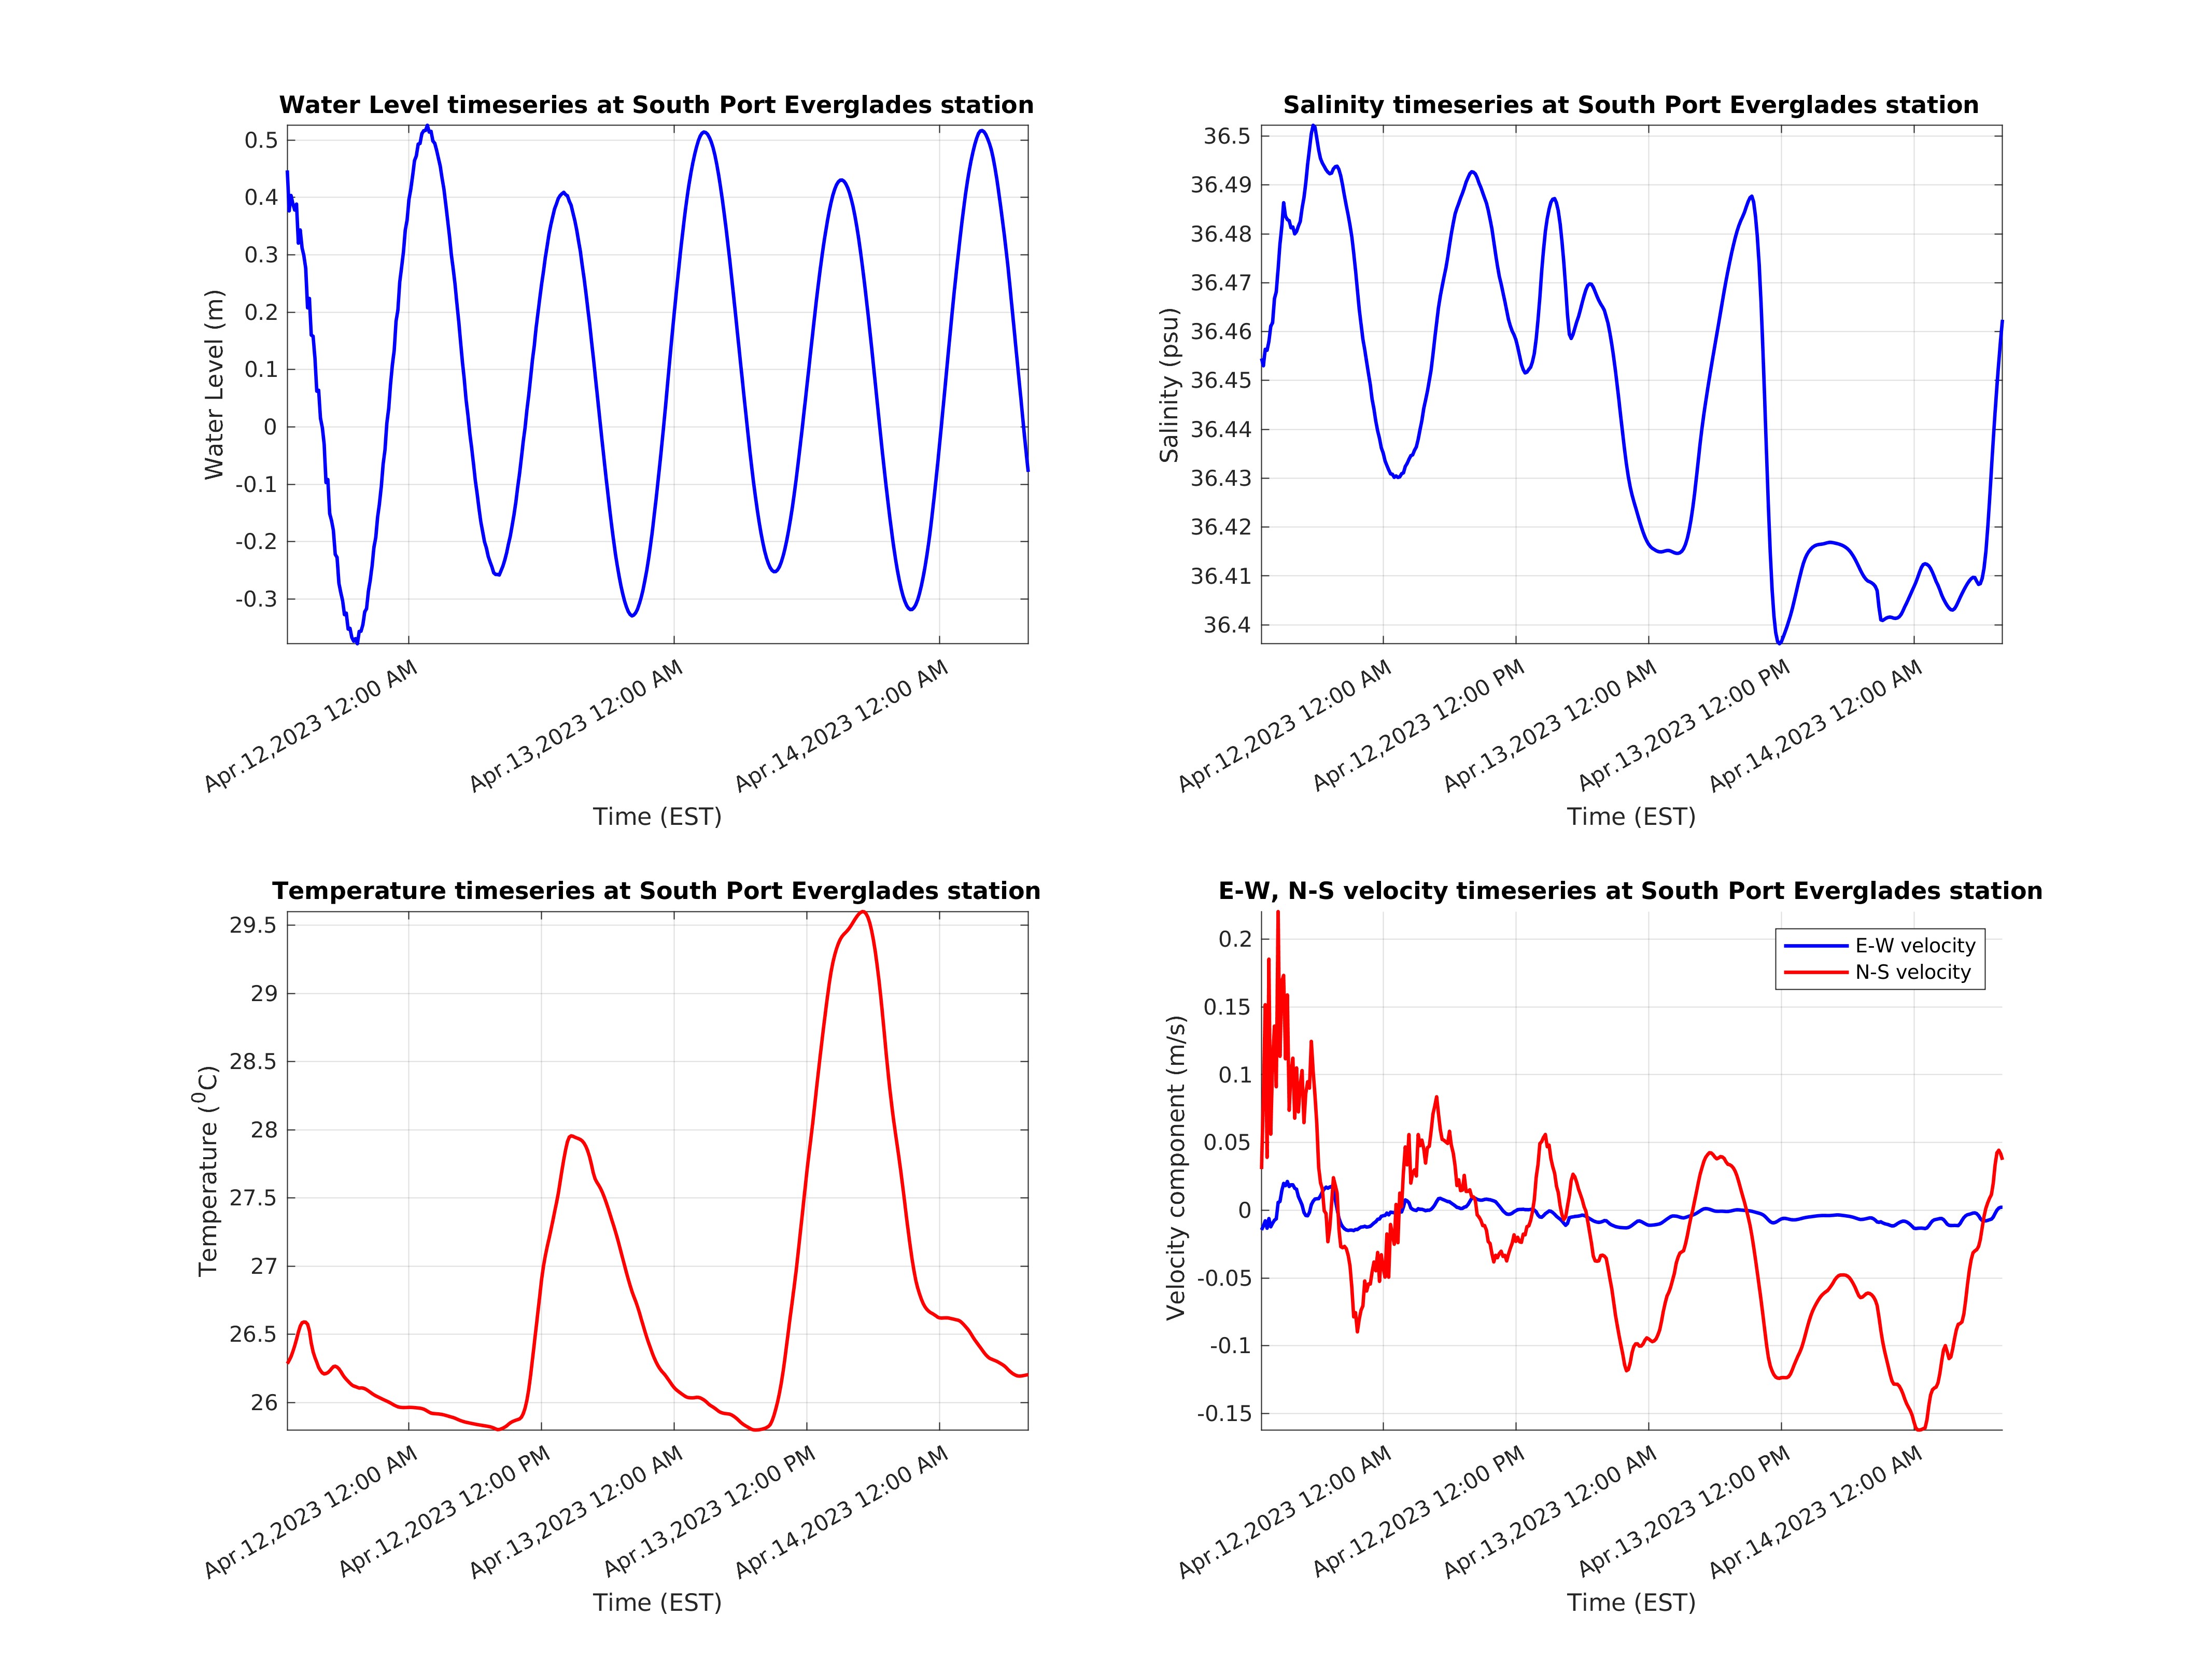 Water Level timeseries at South Port Everglades station
0.5
0.4
0.3
0.2
0.1
0
-0.1
-0.2
-0.3
Water Level (m)
Apr.12,2023 12:00 AM
Apr.13,2023 12:00 AM
Apr.14,2023 12:00 AM
Time (EST)
Salinity timeseries at South Port Everglades station
36.5
36.49
36.48
36.47
36.46
36.45
36.44
36.43
36.42
36.41
36.4
Salinity (psu)
Apr.12,2023 12:00 AM
Apr.12,2023 12:00 PM
Apr.13,2023 12:00 AM
Apr.13,2023 12:00 PM
Apr.14,2023 12:00 AM
Time (EST)
Temperature timeseries at South Port Everglades station
29.5
29
28.5
28
27.5
27
26.5
26
Temperature (⁰C)
Apr.12,2023 12:00 AM
Apr.12,2023 12:00 PM
Apr.13,2023 12:00 AM
Apr.13,2023 12:00 PM
Apr.14,2023 12:00 AM
Time (EST)
E-W, N-S velocity timeseries at South Port Everglades station
E-W velocity
N-S velocity
0.2
0.15
0.1
0.05
0
-0.05
-0.1
-0.15
Velocity component (m/s)
Apr.12,2023 12:00 AM
Apr.12,2023 12:00 PM
Apr.13,2023 12:00 AM
Apr.13,2023 12:00 PM
Apr.14,2023 12:00 AM
Time (EST)